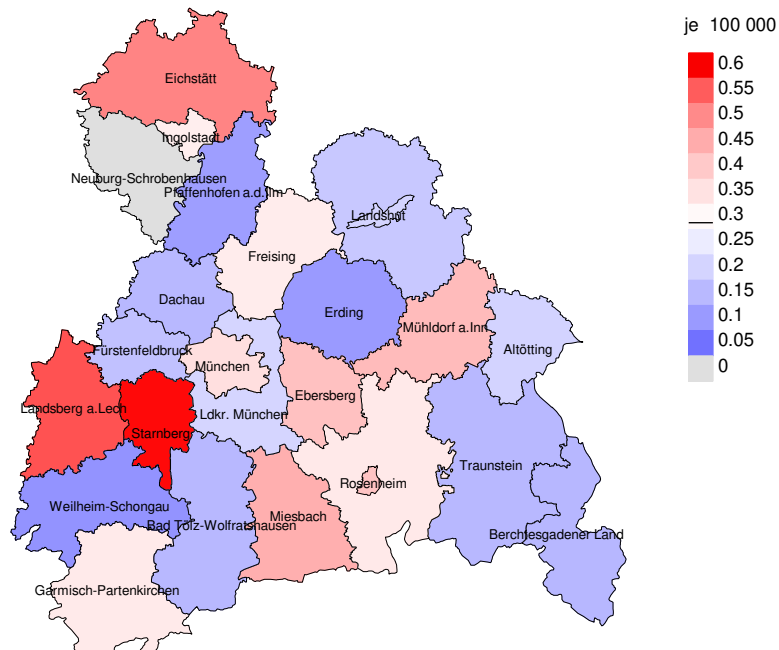 je 100 000
0.6
0.55
0.5
0.45
0.4
0.35
0.3
0.25
0.2
0.15
0.1
0.05
0
Eichstätt
Ingolstadt
Neuburg-Schrobenhausen
Pfaffenhofen a.d.Ilm
Landshut
Freising
Dachau
Erding
Mühldorf a.Inn
Altötting
Fürstenfeldbruck
München
Ebersberg
Landsberg a.Lech
Ldkr. München
Starnberg
Traunstein
Rosenheim
Weilheim-Schongau
Miesbach
Bad Tölz-Wolfratshausen
Berchtesgadener Land
Garmisch-Partenkirchen